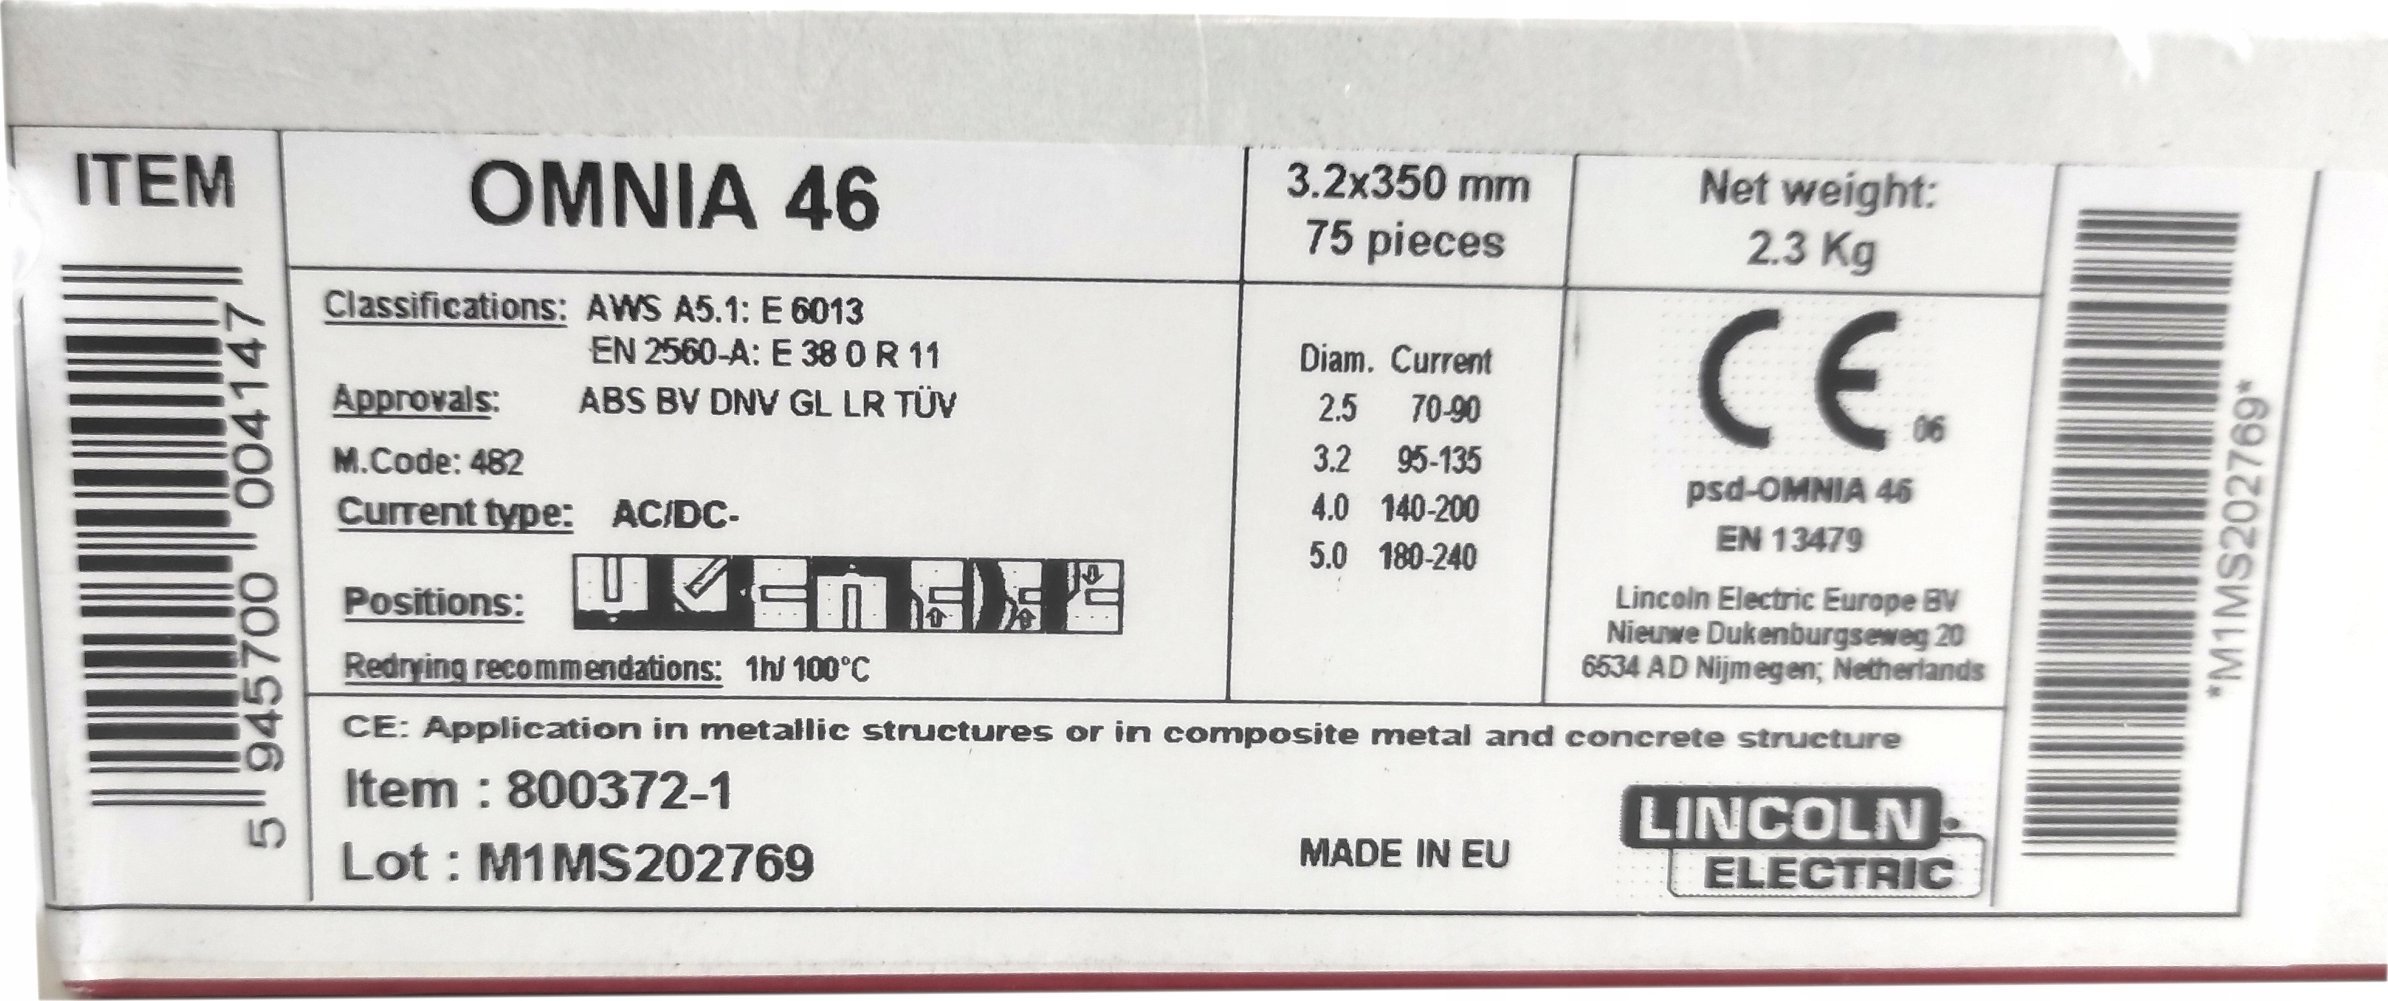 ITEM
5 945700 004147
OMNIA 46
3.2x350 mm
75 pieces
Net weight:
2.3 Kg
Classifications: AWS A5.1: E 6013
EN 2560-A: E 38 0 R 11
Approvals: ABS BV DNV GL LR TÜV
M.Code: 482
Current type: AC/DC-
Positions:
Redrying recommendations: 1h/ 100°C
Diam. Current
2.5 70-90
3.2 95-135
4.0 140-200
5.0 180-240
CE 06
psd-OMNIA 46
EN 13479
Lincoln Electric Europe BV
Nieuwe Dukenburgseweg 20
6534 AD Nijmegen; Netherlands
CE: Application in metallic structures or in composite metal and concrete structure
Item : 800372-1
Lot : M1MS202769
MADE IN EU
LINCOLN
ELECTRIC
*M1MS202769*